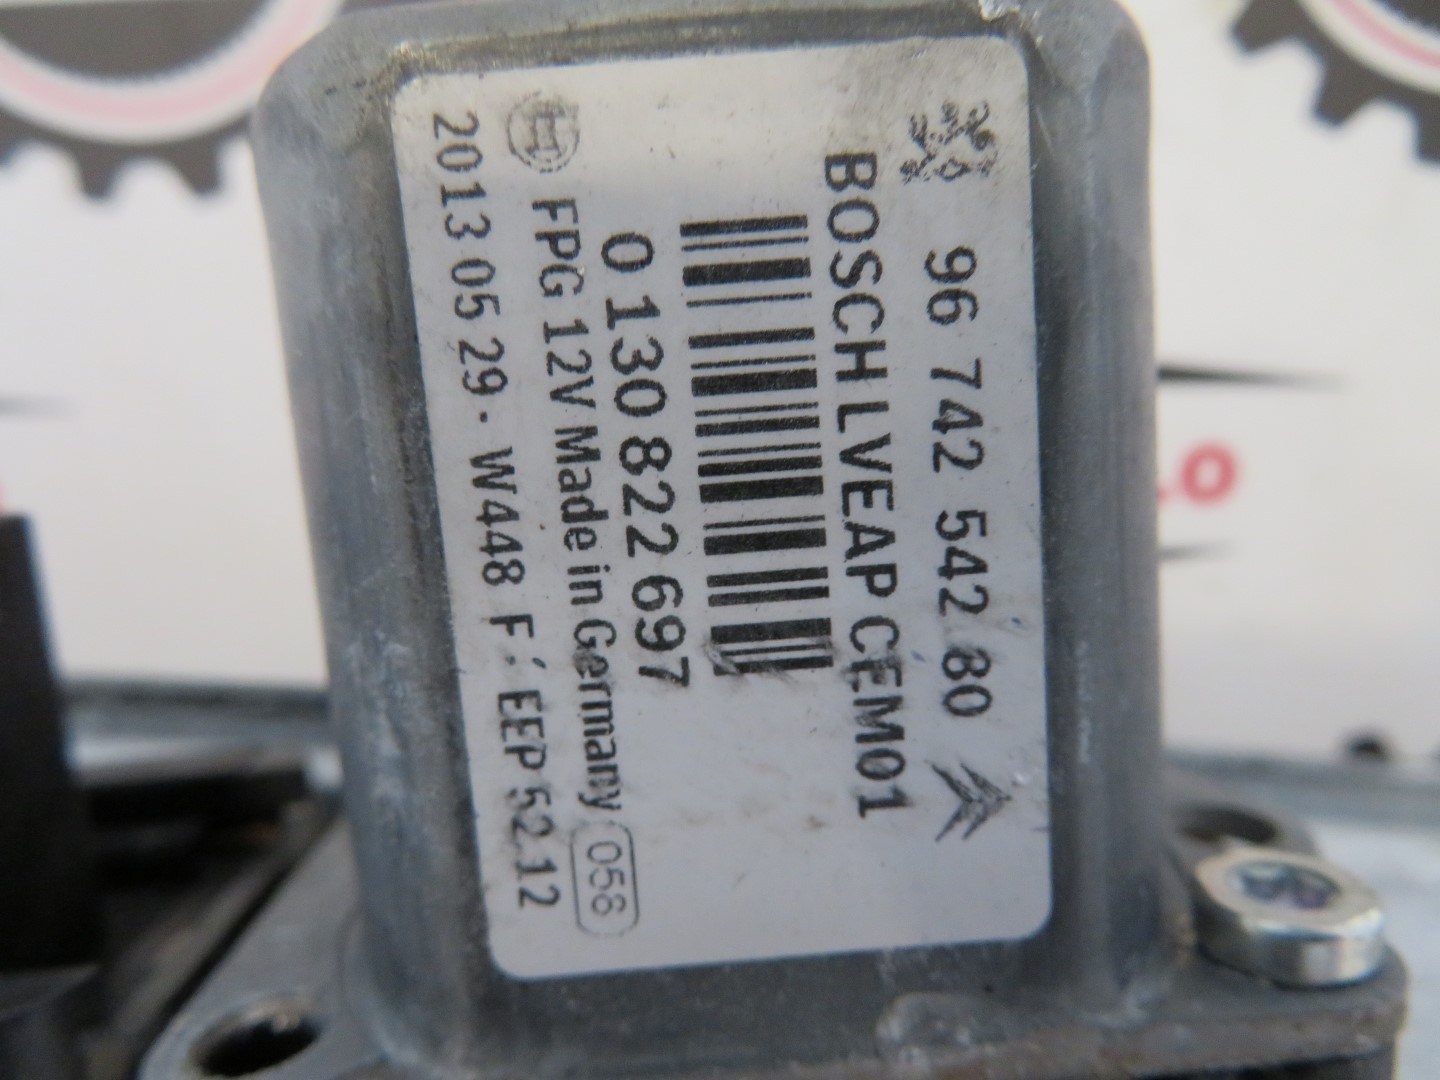 96 742 542 80
BOSCH LVEAP CEM01
0 130 822 697
FPG 12V Made in Germany 058
2013 05 29 · W448 F : EEP 52.12
LO